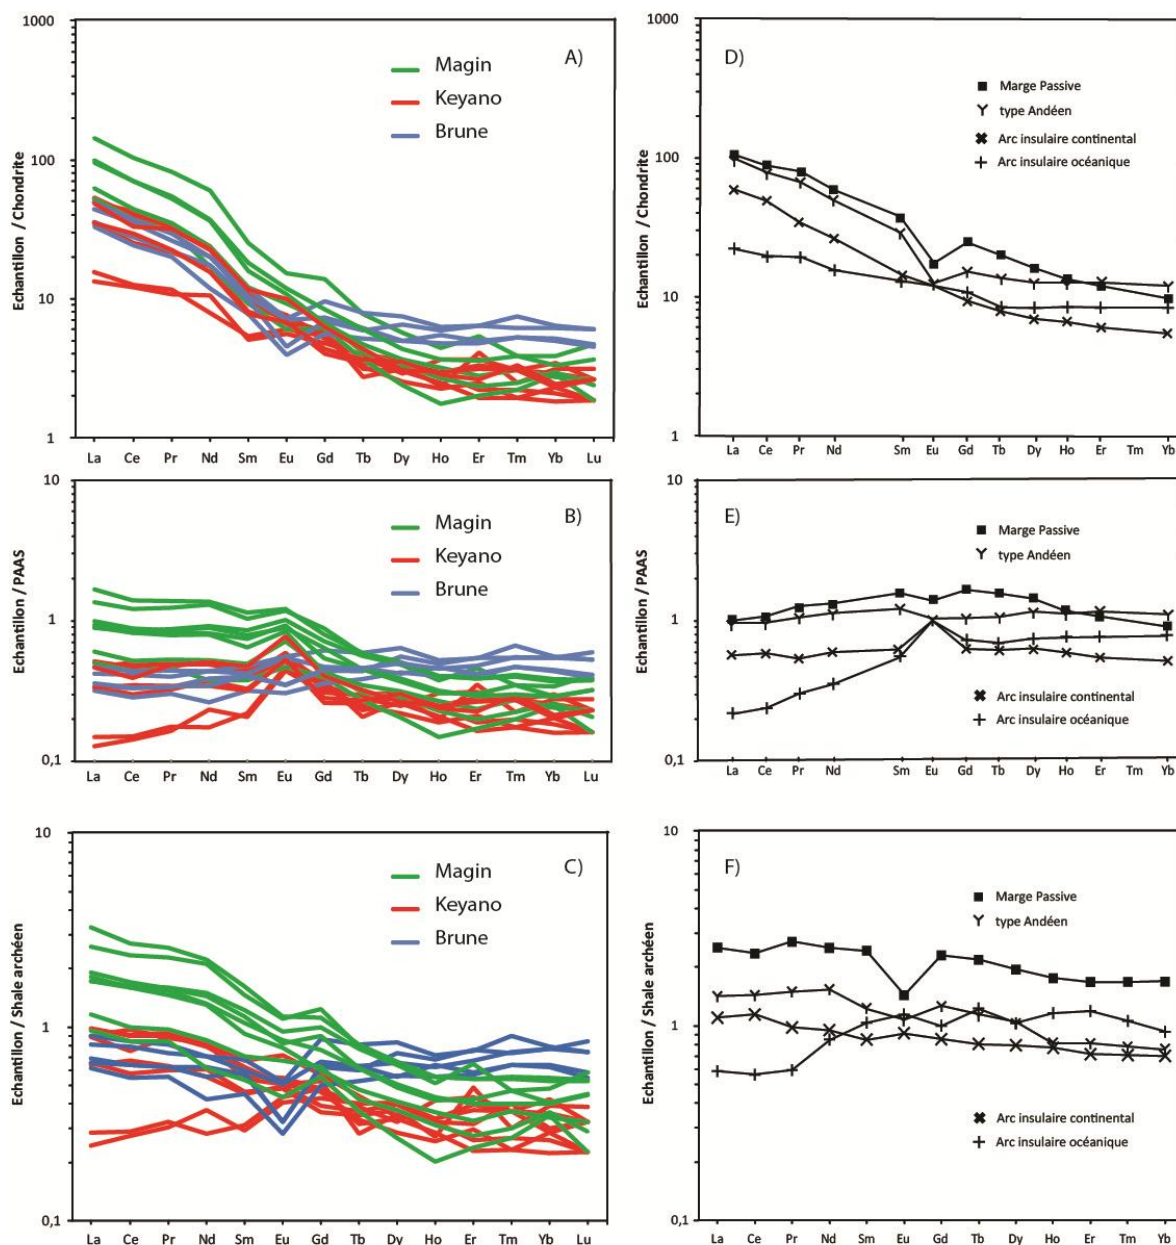 A)
Echantillon / Chondrite
1000
100
10
1
Magin
Keyano
Brune
La Ce Pr Nd Sm Eu Gd Tb Dy Ho Er Tm Yb Lu
D)
Echantillon / Chondrite
1000
100
10
1
Marge Passive
type Andéen
Arc insulaire continental
Arc insulaire océanique
La Ce Pr Nd Sm Eu Gd Tb Dy Ho Er Tm Yb
B)
Echantillon / PAAS
10
1
0,1
Magin
Keyano
Brune
La Ce Pr Nd Sm Eu Gd Tb Dy Ho Er Tm Yb Lu
E)
Echantillon / PAAS
10
1
0,1
Marge Passive
type Andéen
Arc insulaire continental
Arc insulaire océanique
La Ce Pr Nd Sm Eu Gd Tb Dy Ho Er Tm Yb
C)
Echantillon / Shale archéen
10
1
0,1
Magin
Keyano
Brune
La Ce Pr Nd Sm Eu Gd Tb Dy Ho Er Tm Yb Lu
F)
Echantillon / Shale archéen
10
1
0,1
Marge Passive
type Andéen
Arc insulaire continental
Arc insulaire océanique
La Ce Pr Nd Sm Eu Gd Tb Dy Ho Er Tm Yb